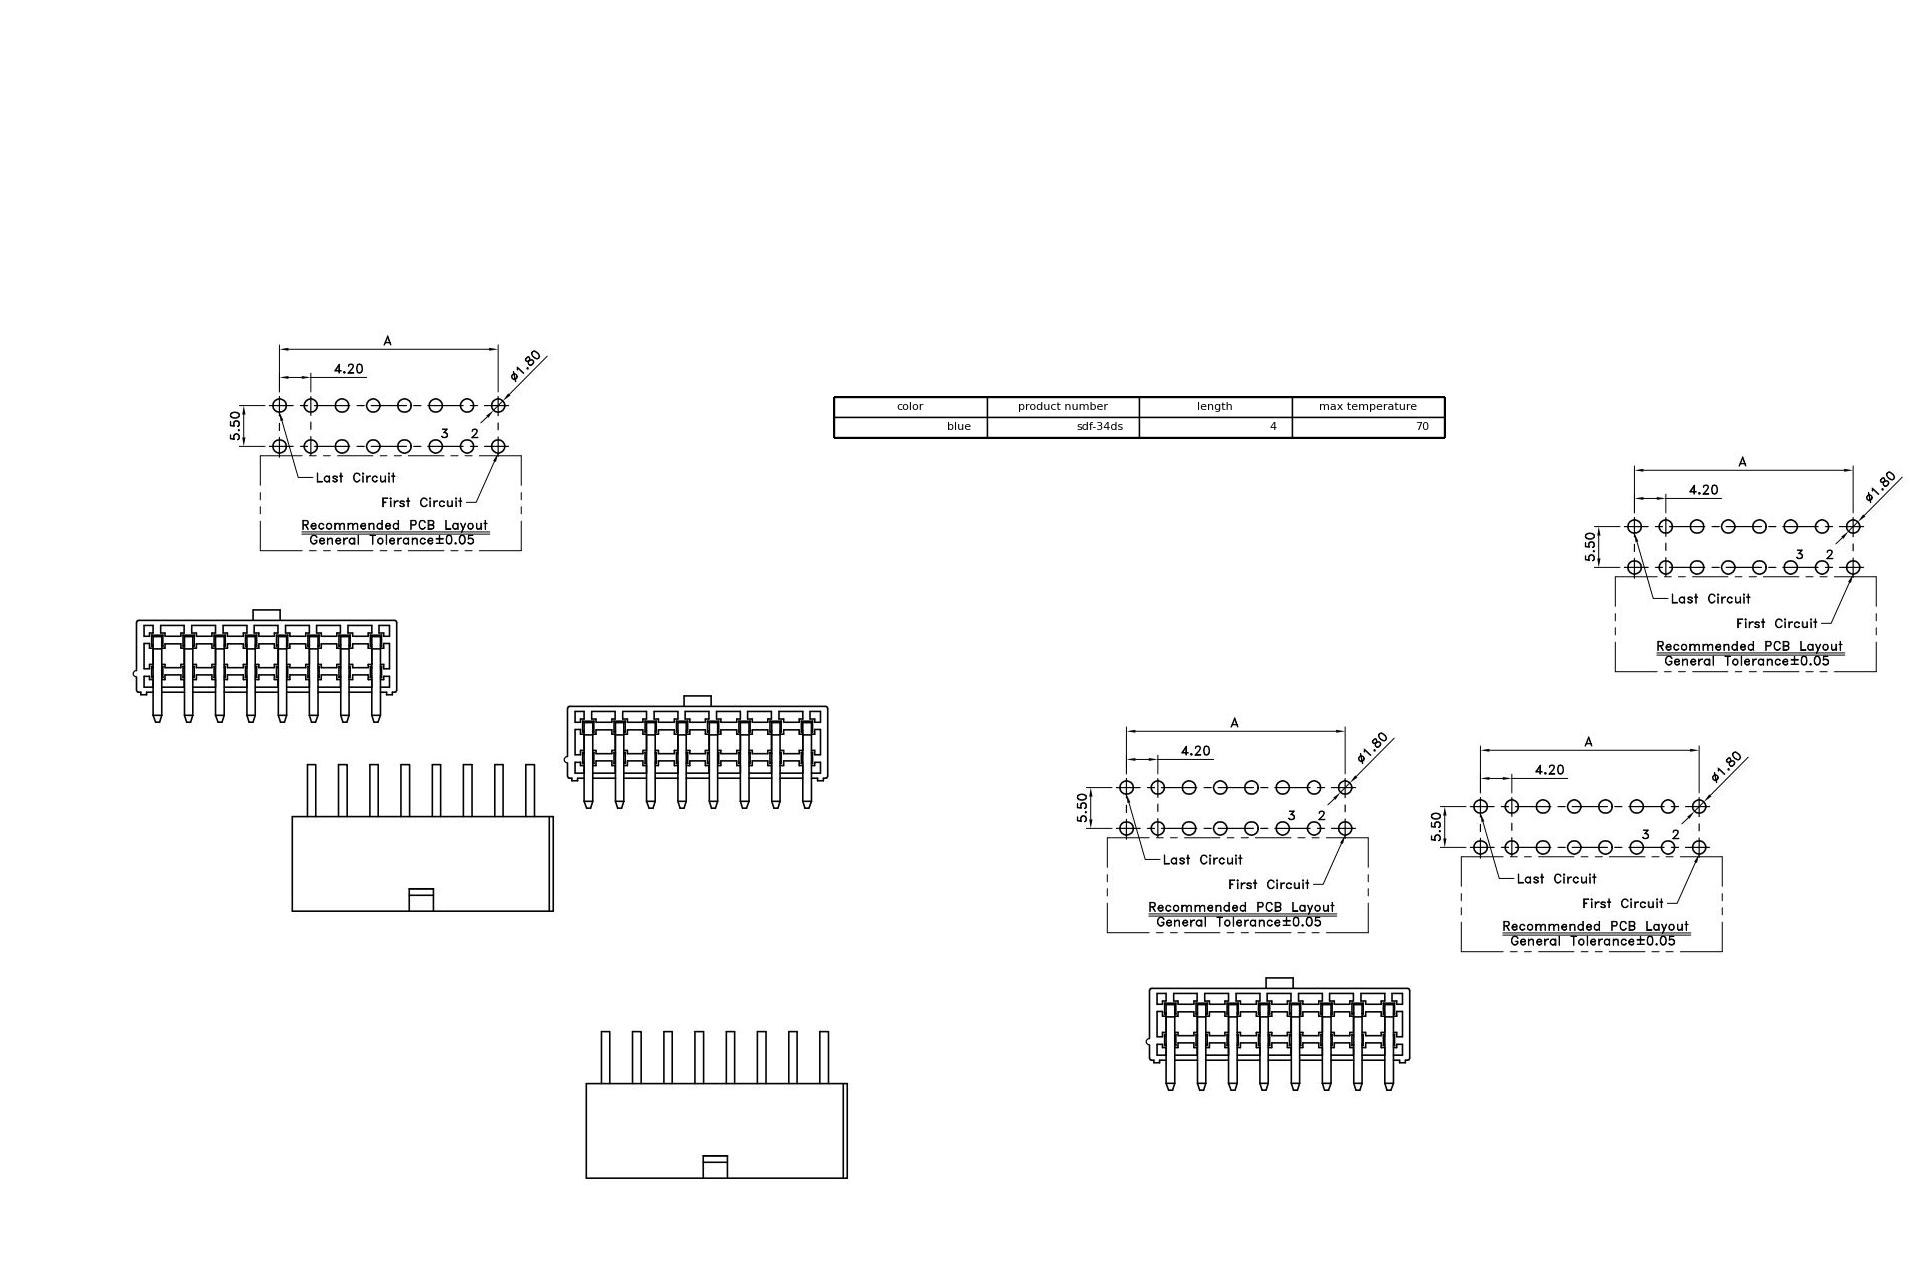 A
4.20
ø1.80
5.50
3 2
Last Circuit
First Circuit
Recommended PCB Layout
General Tolerance±0.05
color product number length max temperature
blue sdf-34ds 4 70
A
4.20
ø1.80
5.50
3 2
Last Circuit
First Circuit
Recommended PCB Layout
General Tolerance±0.05
A
4.20
ø1.80
5.50
3 2
Last Circuit
First Circuit
Recommended PCB Layout
General Tolerance±0.05
A
4.20
ø1.80
5.50
3 2
Last Circuit
First Circuit
Recommended PCB Layout
General Tolerance±0.05